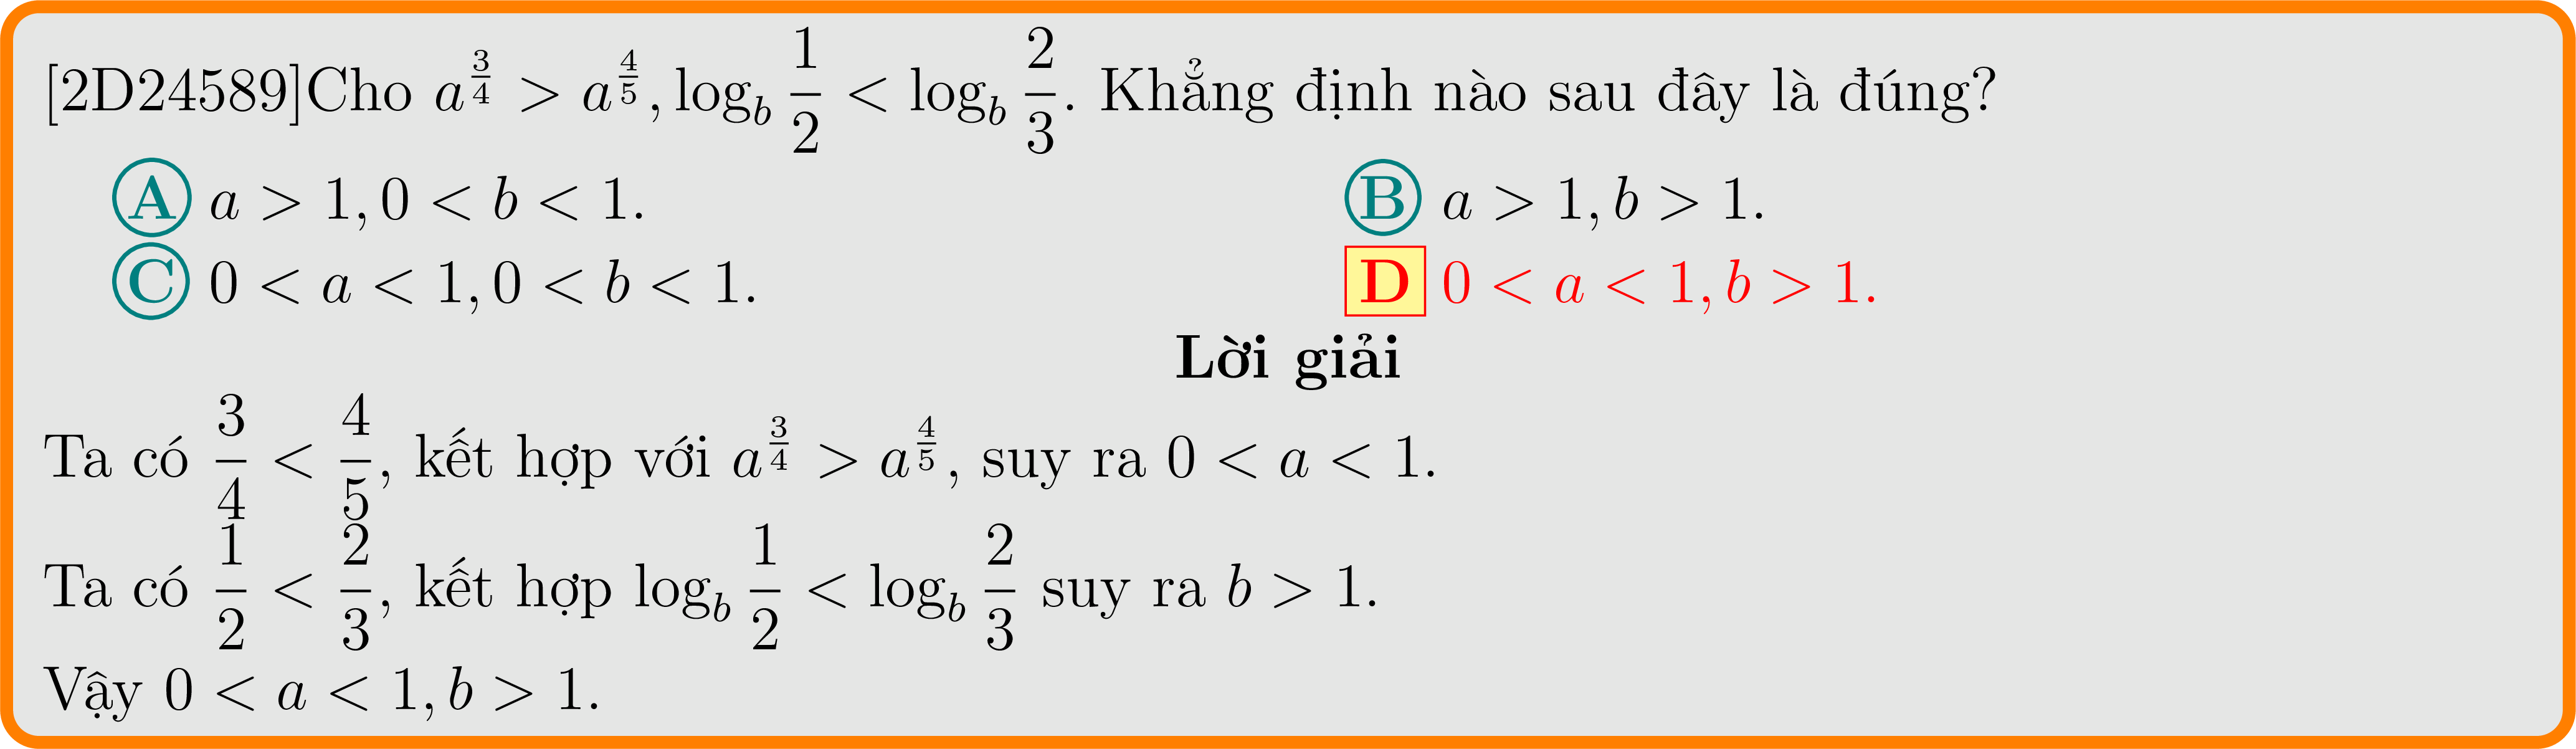 [2D24589]Cho $a^{\frac{3}{4}} > a^{\frac{4}{5}}, \log_b \frac{1}{2} < \log_b \frac{2}{3}$. Khẳng định nào sau đây là đúng?
A $a > 1, 0 < b < 1$. B $a > 1, b > 1$.
C $0 < a < 1, 0 < b < 1$. D $0 < a < 1, b > 1$.
Lời giải
Ta có $\frac{3}{4} < \frac{4}{5}$, kết hợp với $a^{\frac{3}{4}} > a^{\frac{4}{5}}$, suy ra $0 < a < 1$.
Ta có $\frac{1}{2} < \frac{2}{3}$, kết hợp $\log_b \frac{1}{2} < \log_b \frac{2}{3}$ suy ra $b > 1$.
Vậy $0 < a < 1, b > 1$.